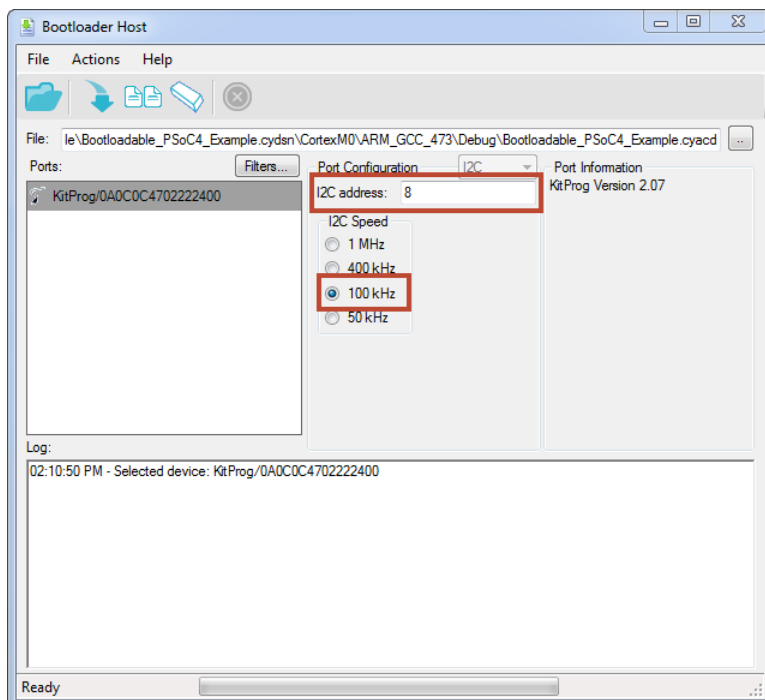 Bootloader Host
File Actions Help
File: le\Bootloadable_PSoC4_Example.cydsn\CortexM0\ARM_GCC_473\Debug\Bootloadable_PSoC4_Example.cyacd ..
Ports: Filters...
KitProg/0A0C0C4702222400
Port Configuration I2C
I2C address: 8
I2C Speed
1 MHz
400 kHz
100 kHz
50 kHz
Port Information
KitProg Version 2.07
Log:
02:10:50 PM - Selected device: KitProg/0A0C0C4702222400
Ready